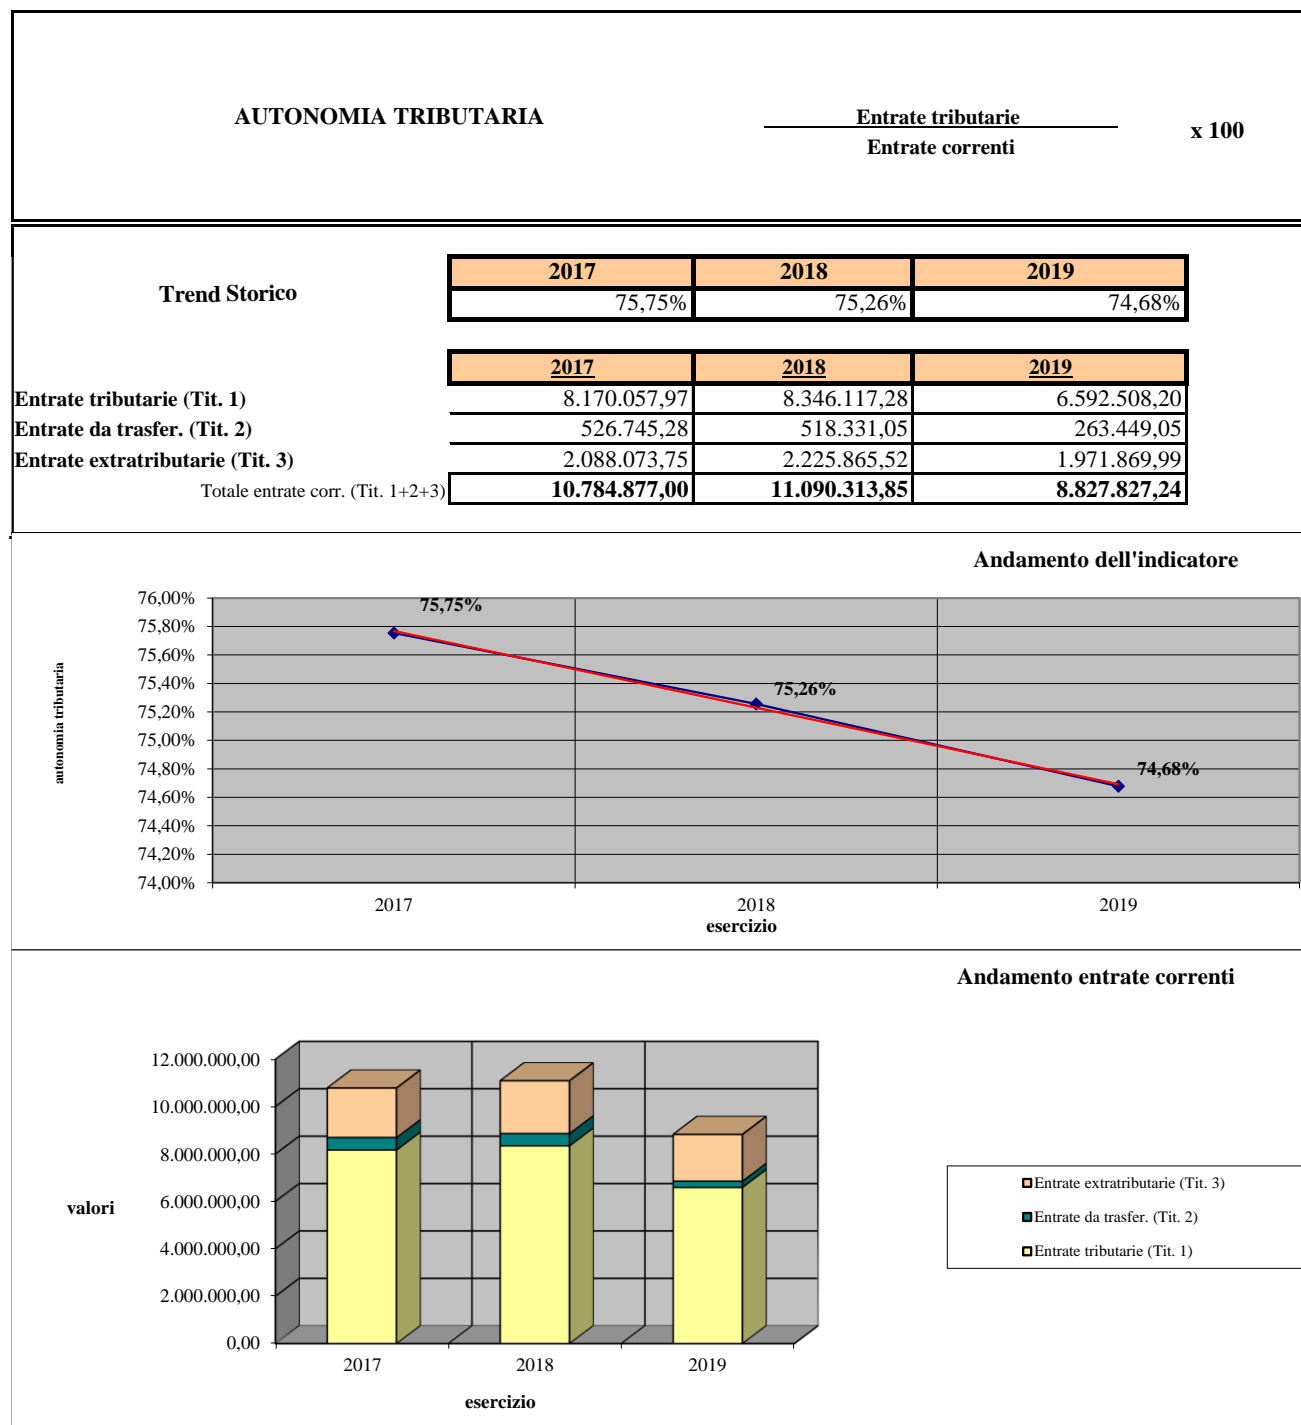 AUTONOMIA TRIBUTARIA
Entrate tributarie
Entrate correnti
x 100
Trend Storico
2017 2018 2019
75,75% 75,26% 74,68%
2017 2018 2019
Entrate tributarie (Tit. 1) 8.170.057,97 8.346.117,28 6.592.508,20
Entrate da trasfer. (Tit. 2) 526.745,28 518.331,05 263.449,05
Entrate extratributarie (Tit. 3) 2.088.073,75 2.225.865,52 1.971.869,99
Totale entrate corr. (Tit. 1+2+3) 10.784.877,00 11.090.313,85 8.827.827,24
Andamento dell'indicatore
autonomia tributaria
76,00%
75,80%
75,60%
75,40%
75,20%
75,00%
74,80%
74,60%
74,40%
74,20%
74,00%
75,75%
75,26%
74,68%
2017 2018 2019
esercizio
Andamento entrate correnti
valori
12.000.000,00
10.000.000,00
8.000.000,00
6.000.000,00
4.000.000,00
2.000.000,00
0,00
2017 2018 2019
esercizio
Entrate extratributarie (Tit. 3)
Entrate da trasfer. (Tit. 2)
Entrate tributarie (Tit. 1)